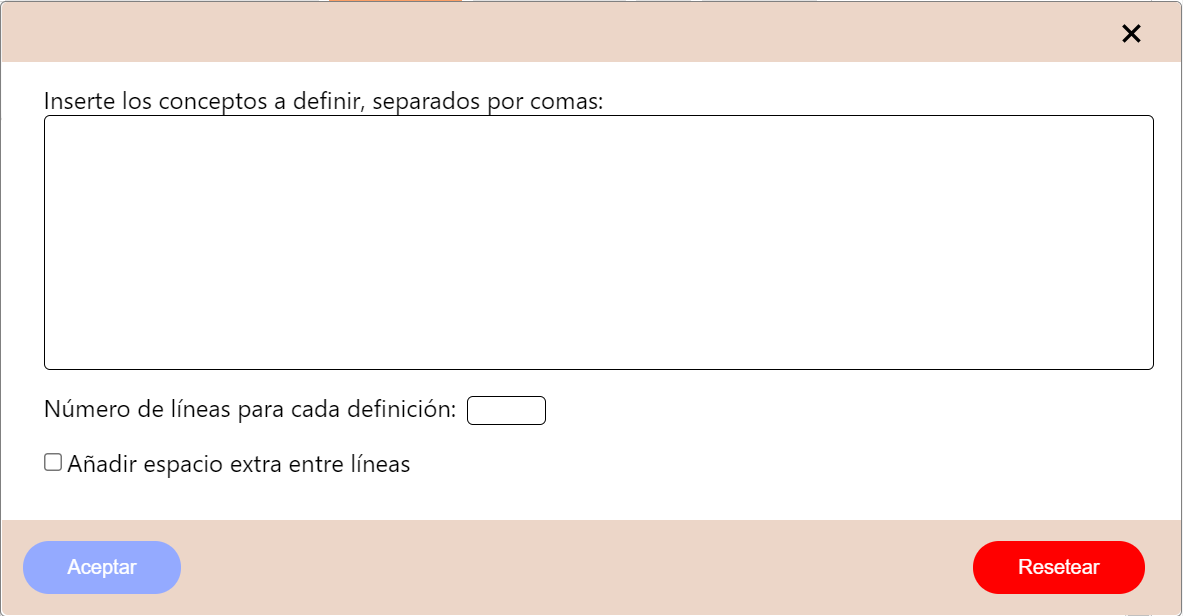 Inserte los conceptos a definir, separados por comas:
Número de líneas para cada definición:
Añadir espacio extra entre líneas
Aceptar
Resetear